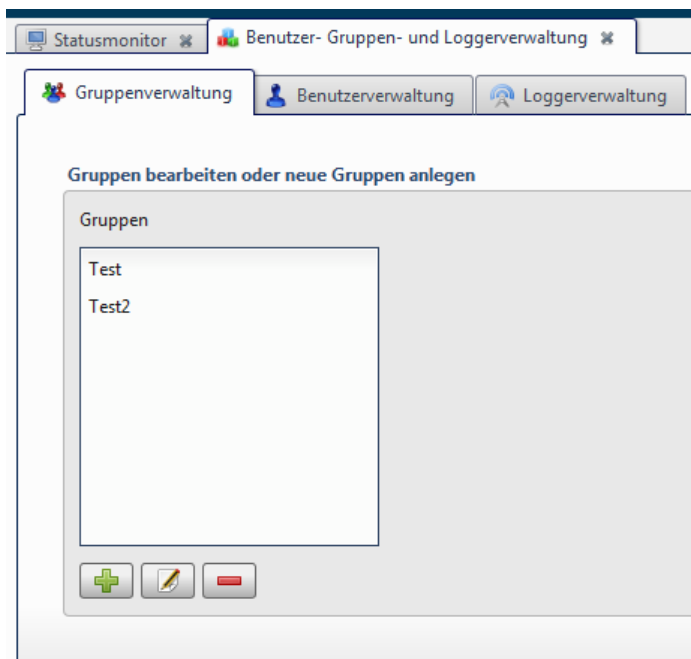 Statusmonitor
Benutzer- Gruppen- und Loggerverwaltung
Gruppenverwaltung
Benutzerverwaltung
Loggerverwaltung
Gruppen bearbeiten oder neue Gruppen anlegen
Gruppen
Test
Test2